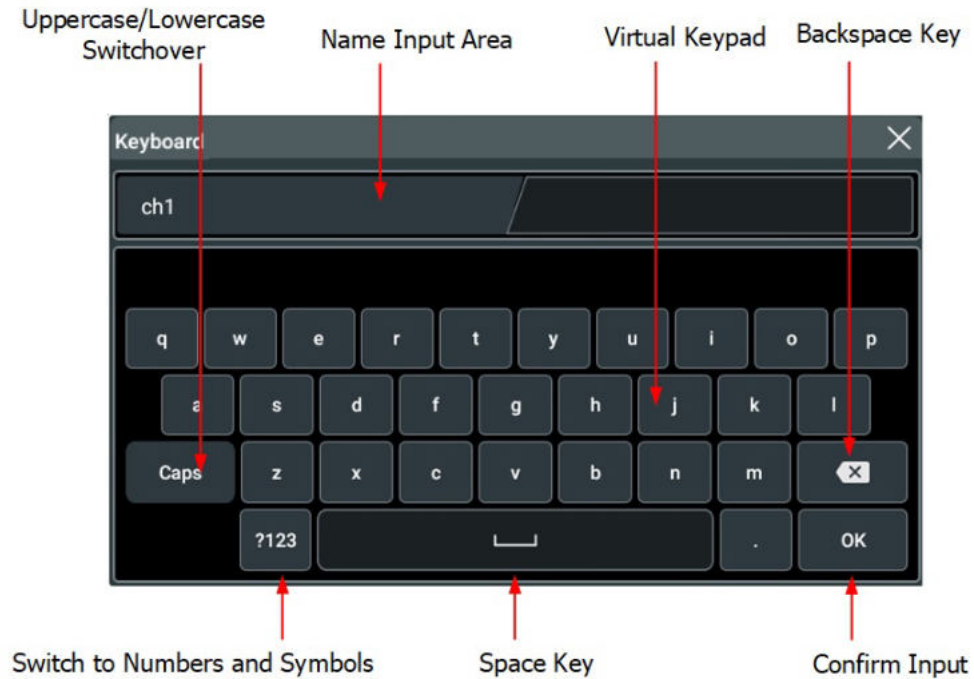 Uppercase/Lowercase
Switchover
Name Input Area
Virtual Keypad
Backspace Key
Keyboard
ch1
q w e r t y u i o p
a s d f g h j k l
Caps z x c v b n m
?123 . OK
Switch to Numbers and Symbols
Space Key
Confirm Input